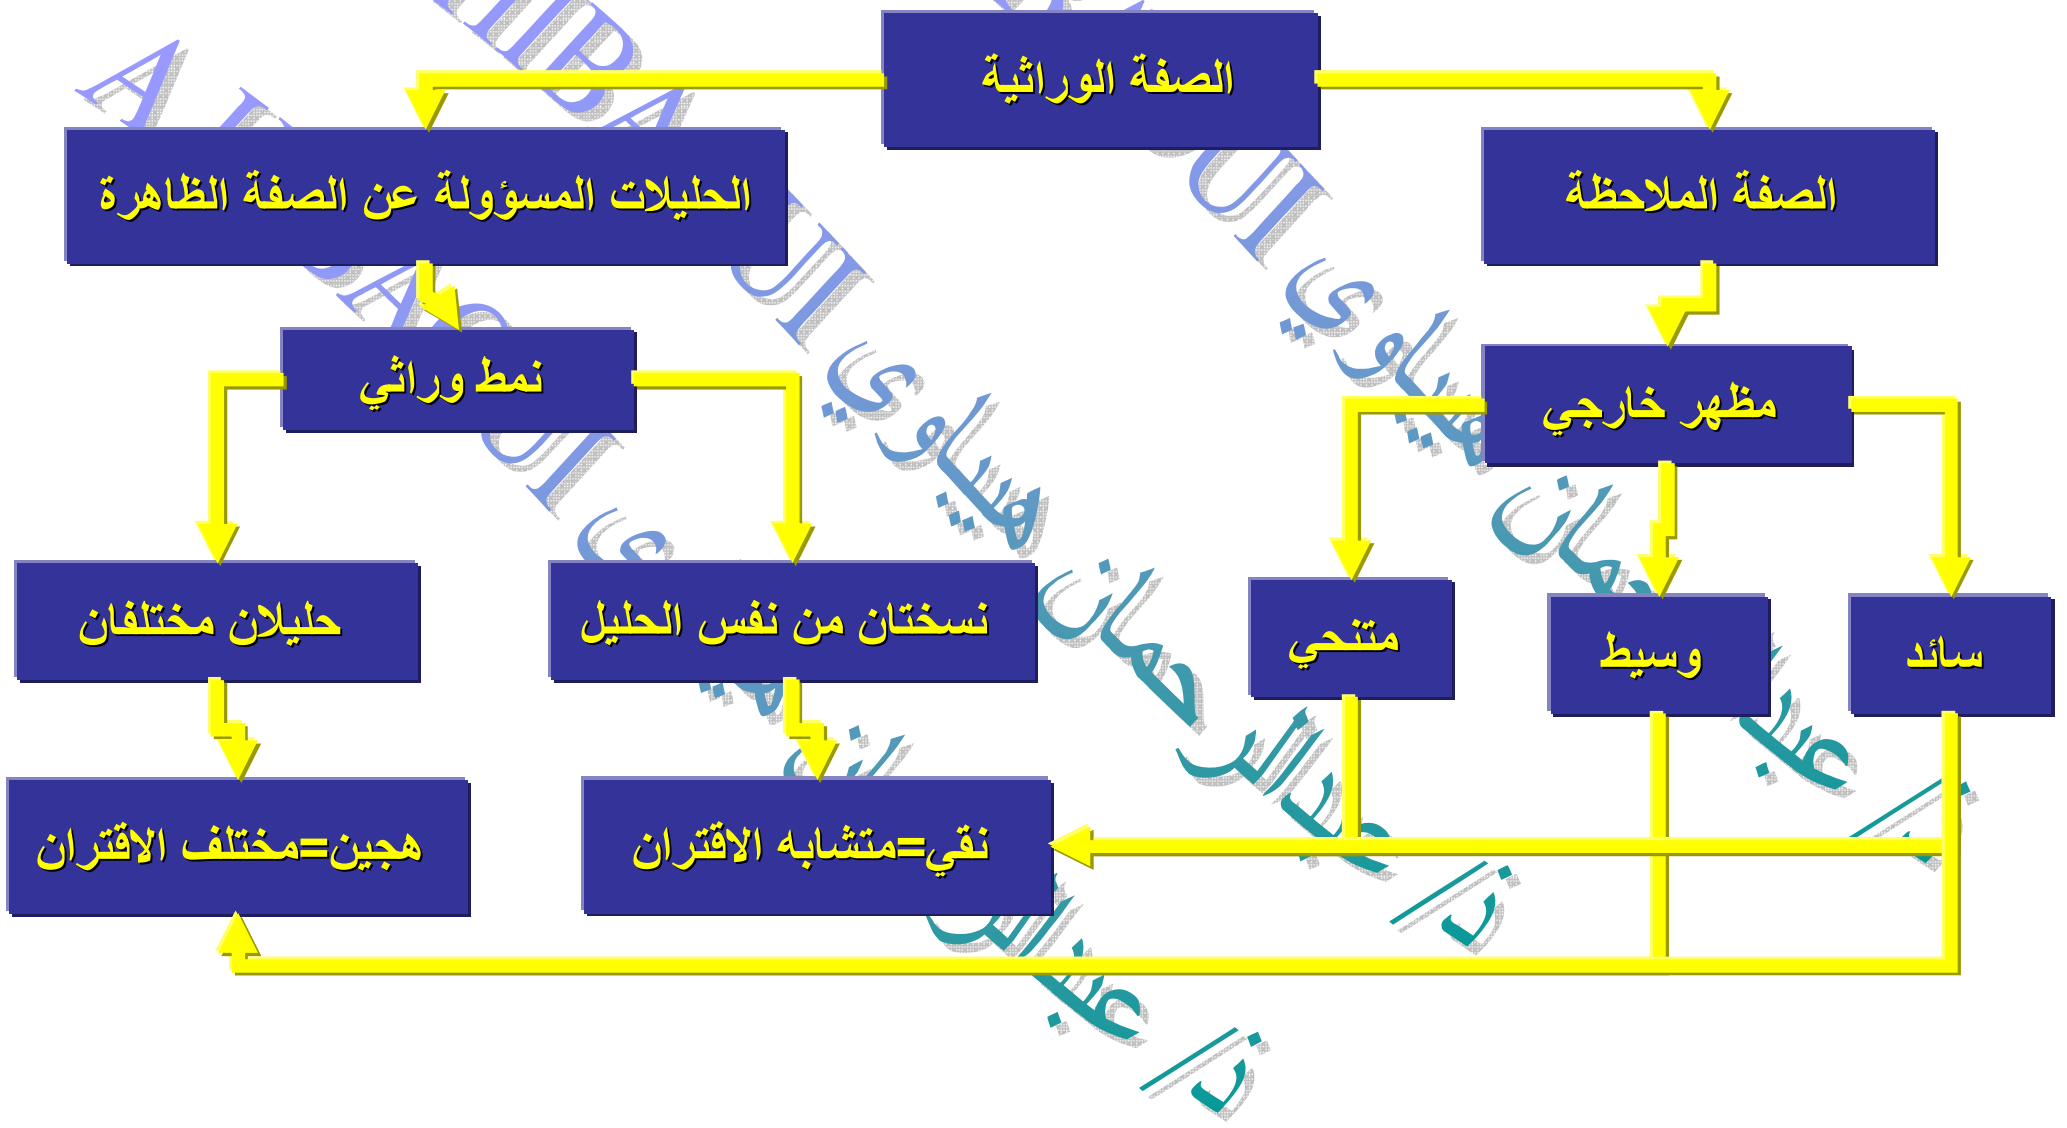 الصفة الوراثية
الصفة الملاحظة
الحليلات المسؤولة عن الصفة الظاهرة
مظهر خارجي
نمط وراثي
سائد
وسيط
متنحي
نسختان من نفس الحليل
حليلان مختلفان
نقي=متشابه الاقتران
هجين=مختلف الاقتران